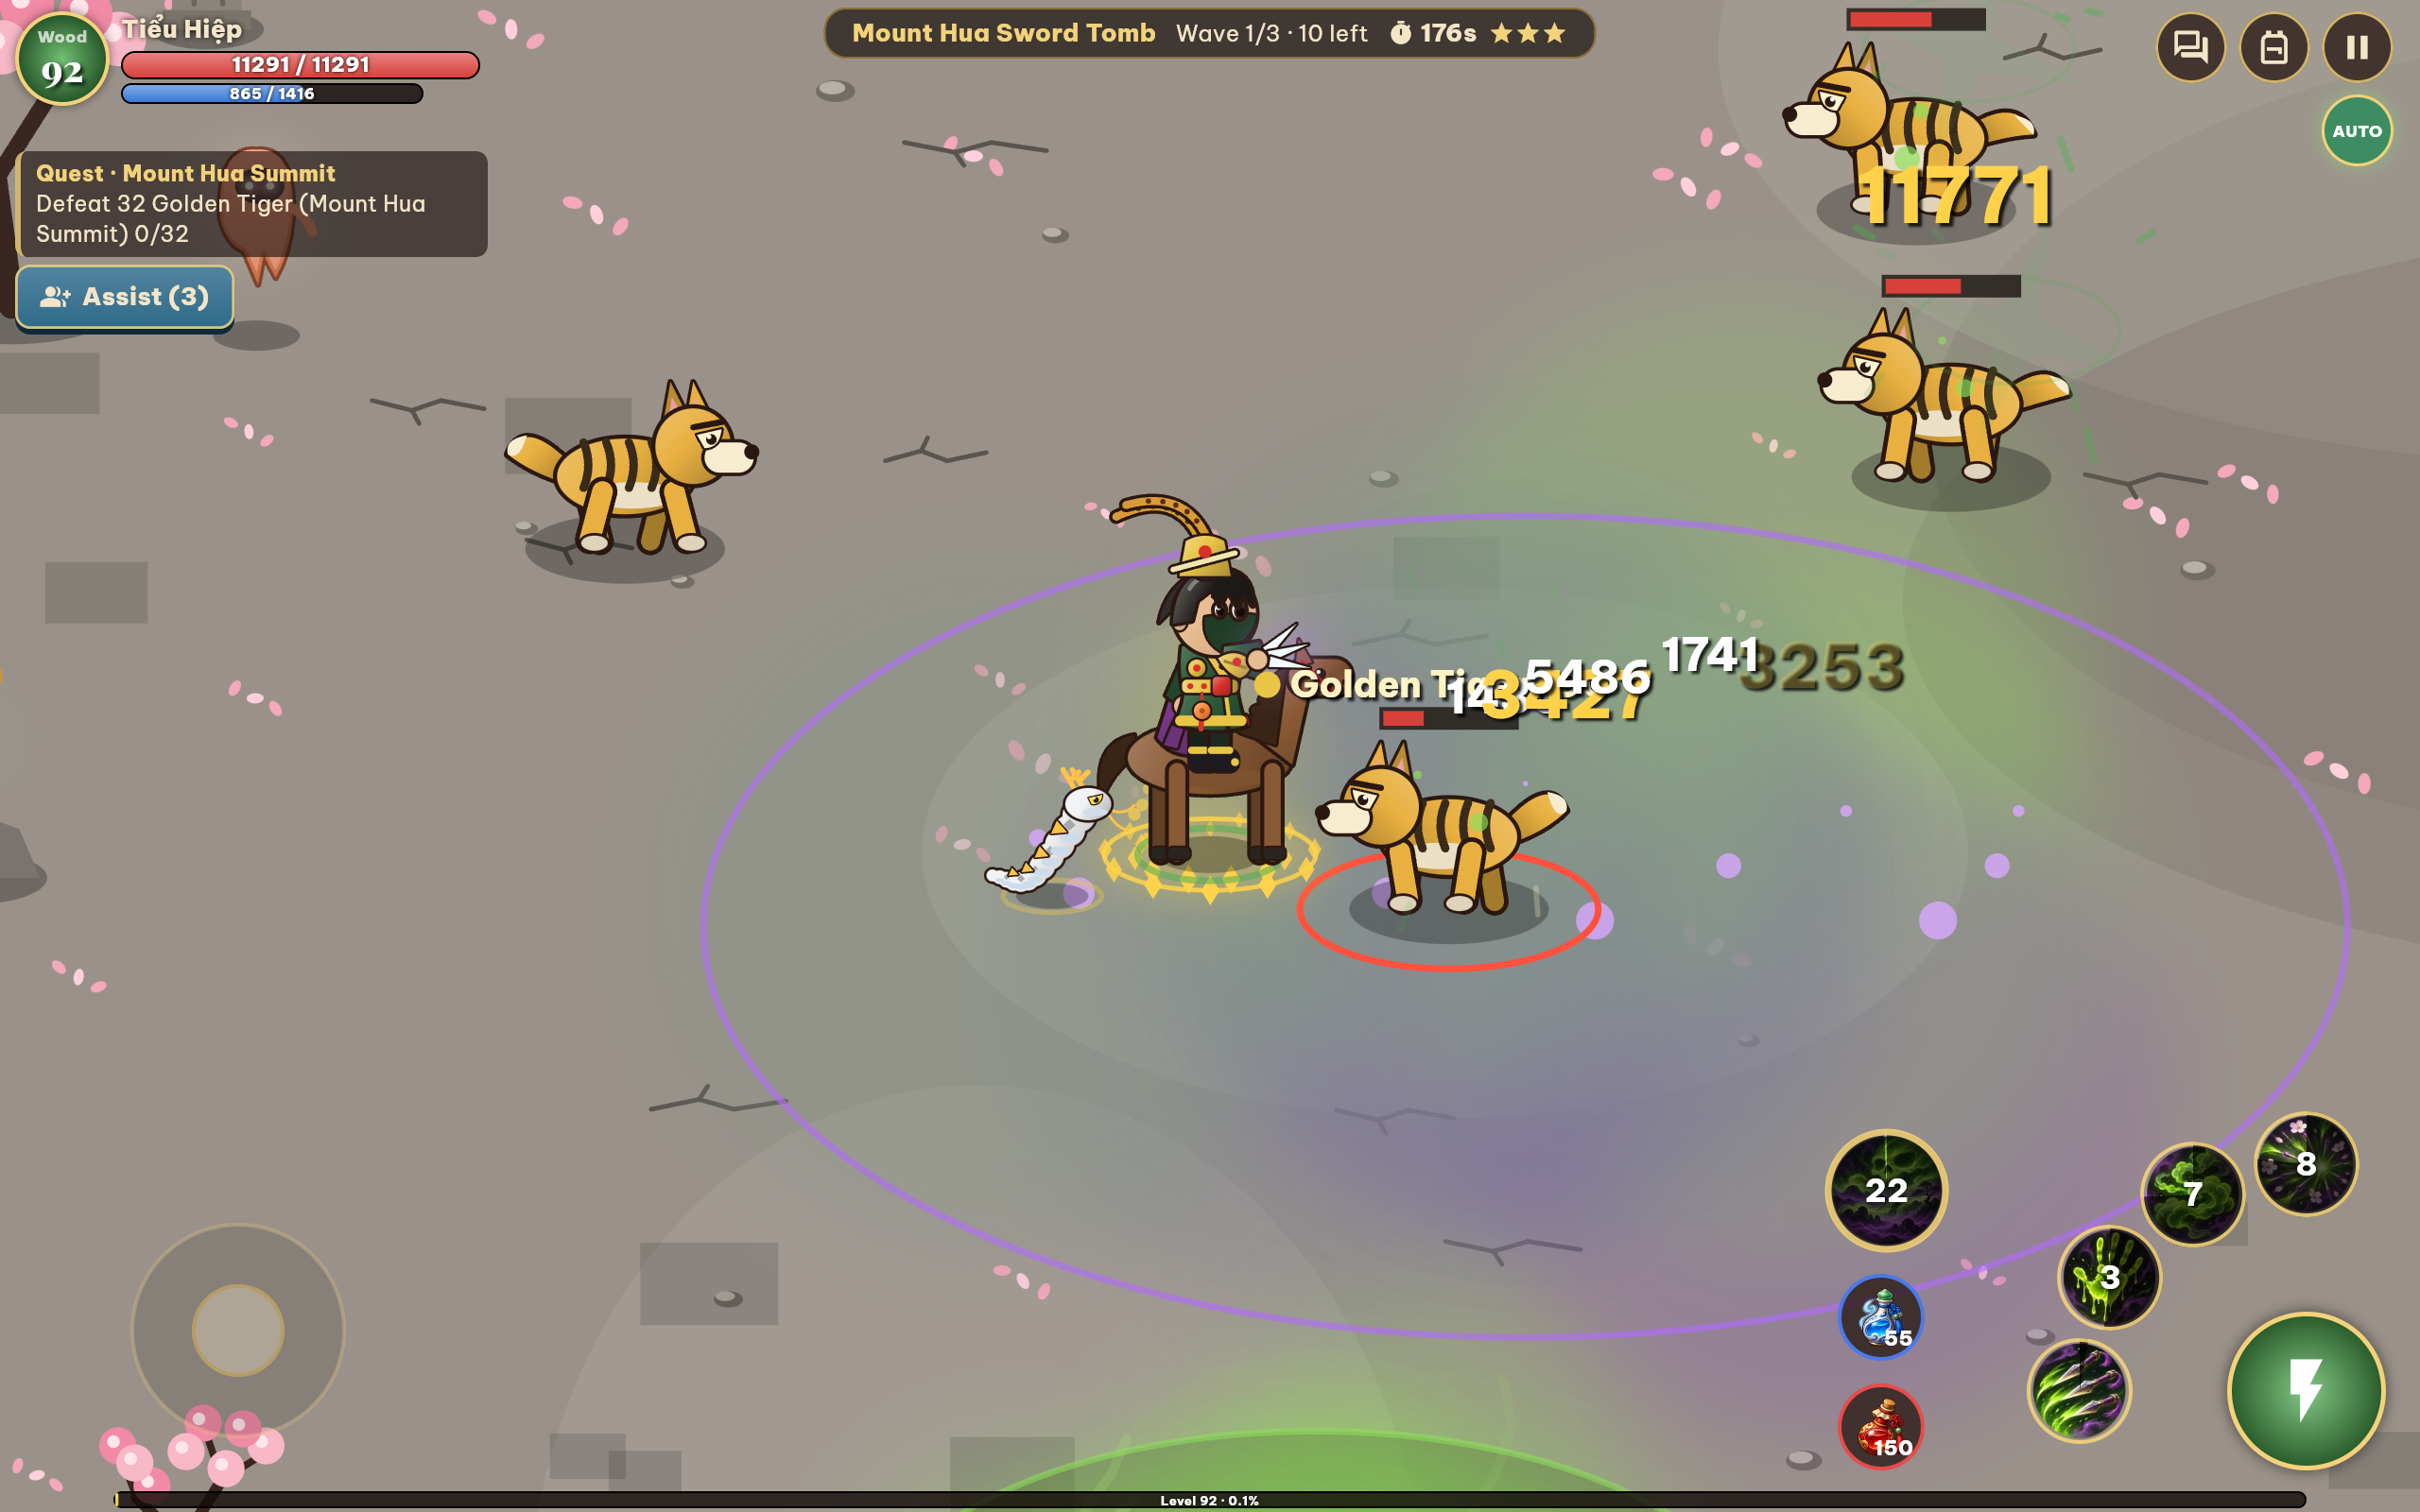 Wood
92
Tiểu Hiệp
11291 / 11291
865 / 1416
Mount Hua Sword Tomb Wave 1/3 · 10 left 176s
AUTO
Quest · Mount Hua Summit
Defeat 32 Golden Tiger (Mount Hua
Summit) 0/32
Assist (3)
11771
1741
3253
5486
3427
Golden
22
8
7
3
55
150
Level 92 · 0.1%